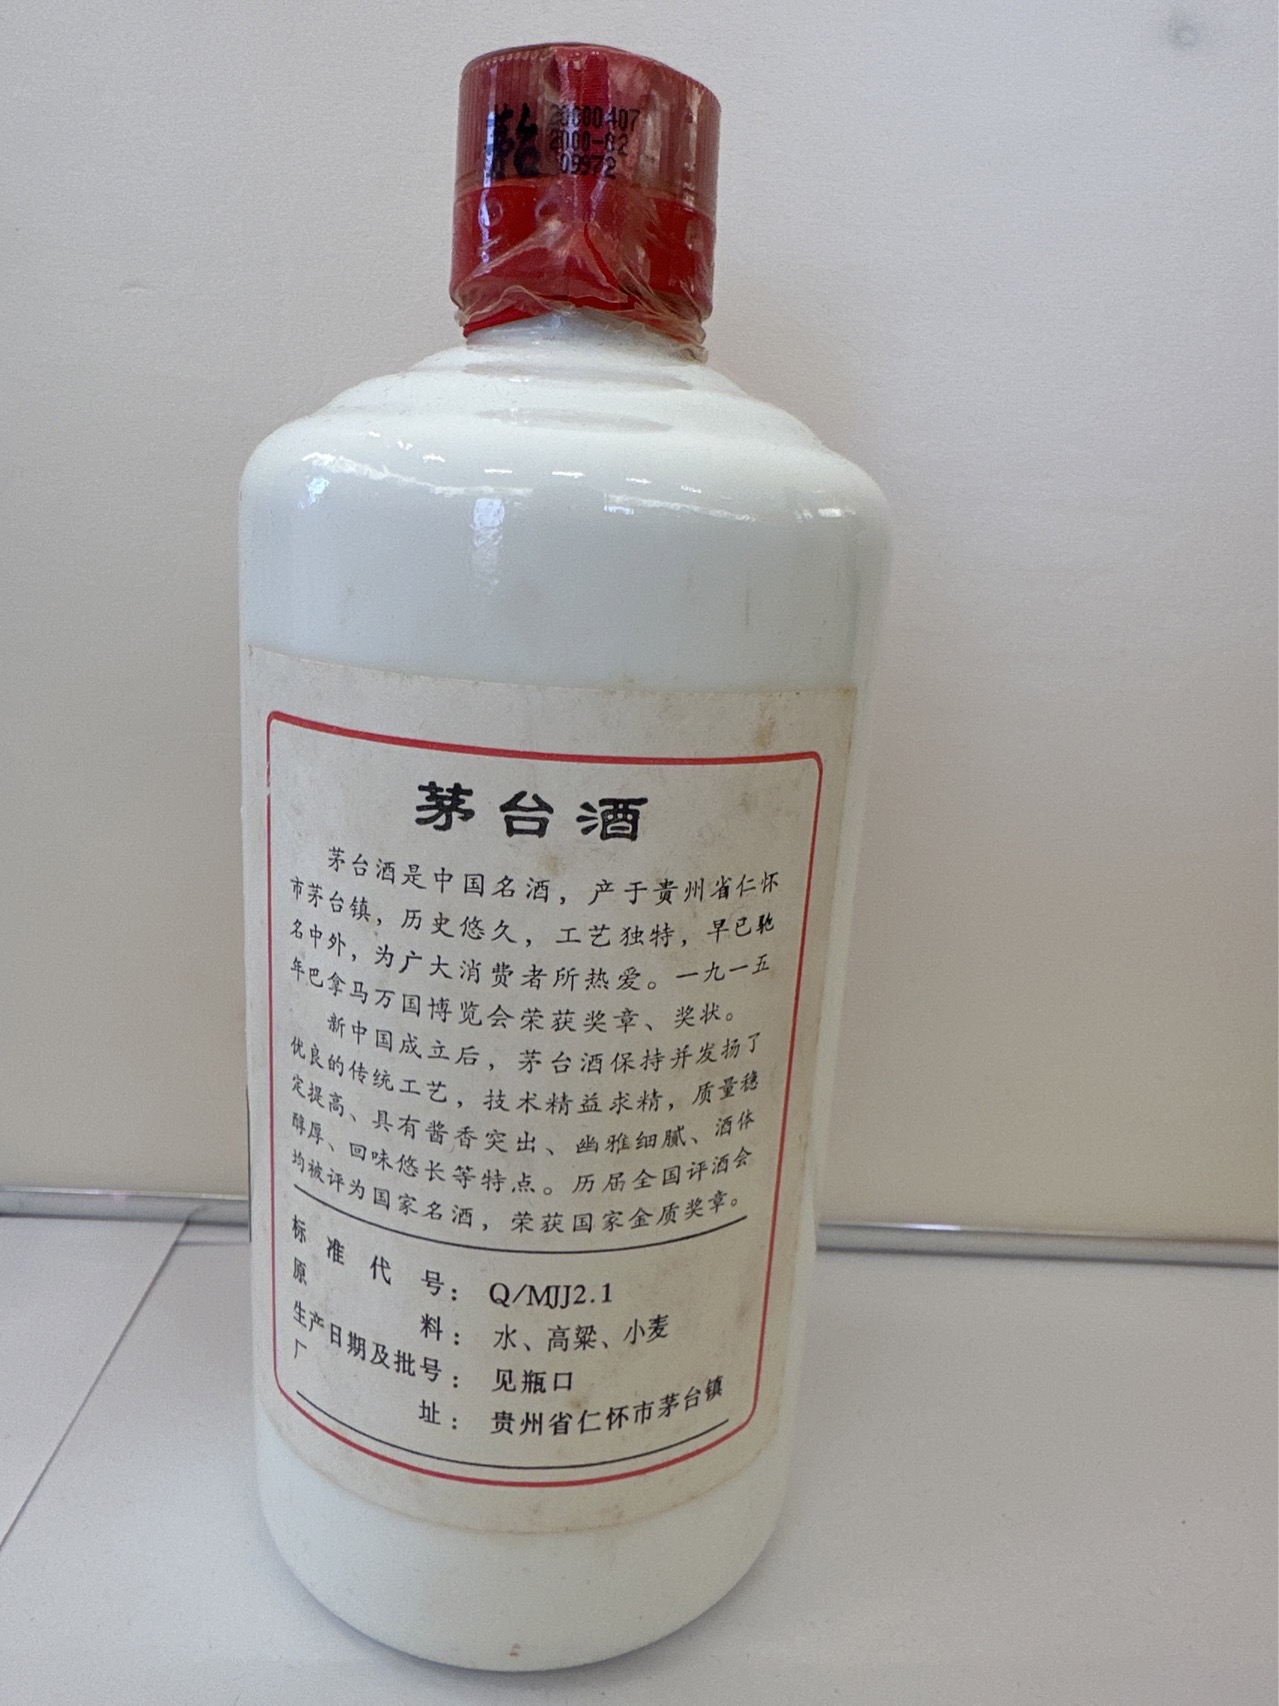 茅台
20000407
2000-02
09972
茅台酒
茅台酒是中国名酒，产于贵州省仁怀
市茅台镇，历史悠久，工艺独特，早已驰
名中外，为广大消费者所热爱。一九一五
年巴拿马万国博览会荣获奖章、奖状。
新中国成立后，茅台酒保持并发扬了
优良的传统工艺，技术精益求精，质量稳
定提高、具有酱香突出、幽雅细腻、酒体
醇厚、回味悠长等特点。历届全国评酒会
均被评为国家名酒，荣获国家金质奖章。
标准代号：Q/MJJ2.1
原料：水、高粱、小麦
生产日期及批号：见瓶口
厂址：贵州省仁怀市茅台镇